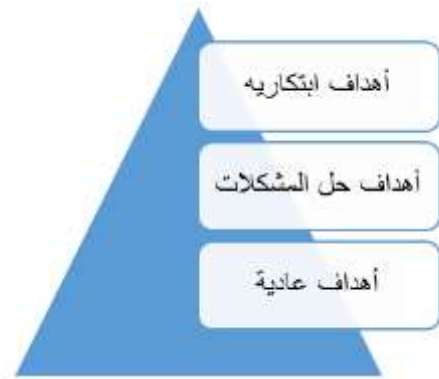 أهداف ابتكاريه
أهداف حل المشكلات
أهداف عادية